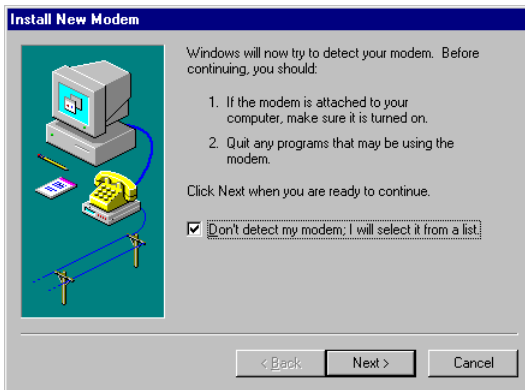 Install New Modem
Windows will now try to detect your modem. Before
continuing, you should:
1. If the modem is attached to your
computer, make sure it is turned on.
2. Quit any programs that may be using the
modem.
Click Next when you are ready to continue.
Don't detect my modem; I will select it from a list.
< Back Next > Cancel